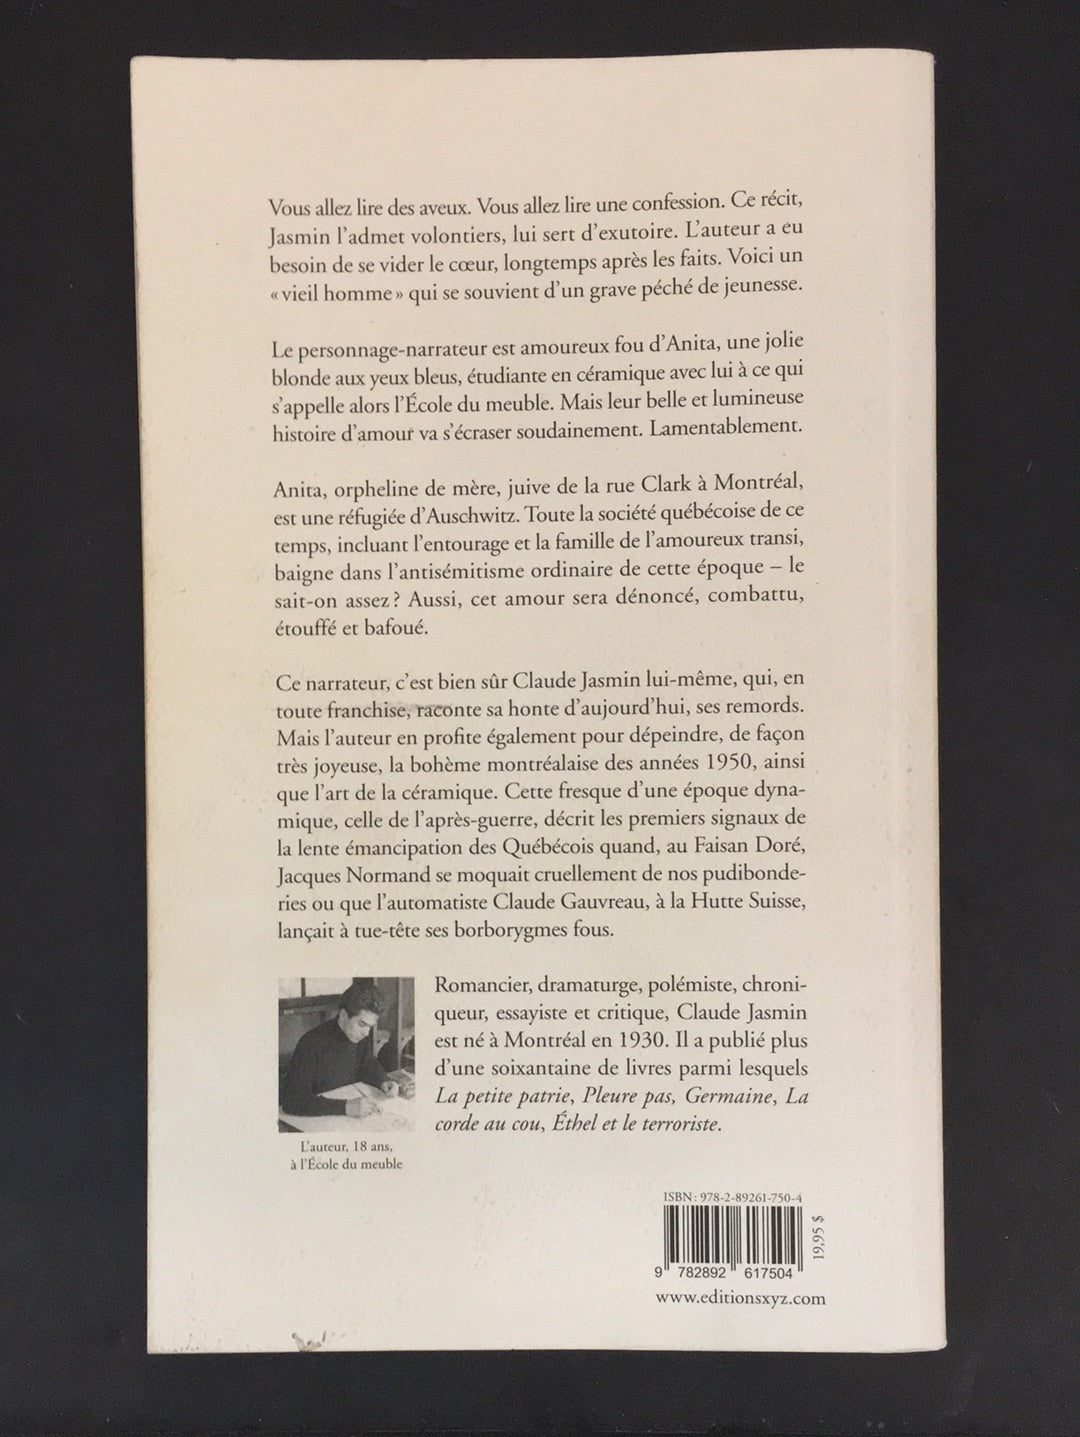 Vous allez lire des aveux. Vous allez lire une confession. Ce récit,
Jasmin l'admet volontiers, lui sert d'exutoire. L'auteur a eu
besoin de se vider le cœur, longtemps après les faits. Voici un
« vieil homme » qui se souvient d'un grave péché de jeunesse.
Le personnage-narrateur est amoureux fou d'Anita, une jolie
blonde aux yeux bleus, étudiante en céramique avec lui à ce qui
s'appelle alors l'École du meuble. Mais leur belle et lumineuse
histoire d'amour va s'écraser soudainement. Lamentablement.
Anita, orpheline de mère, juive de la rue Clark à Montréal,
est une réfugiée d'Auschwitz. Toute la société québécoise de ce
temps, incluant l'entourage et la famille de l'amoureux transi,
baigne dans l'antisémitisme ordinaire de cette époque – le
sait-on assez ? Aussi, cet amour sera dénoncé, combattu,
étouffé et bafoué.
Ce narrateur, c'est bien sûr Claude Jasmin lui-même, qui, en
toute franchise, raconte sa honte d'aujourd'hui, ses remords.
Mais l'auteur en profite également pour dépeindre, de façon
très joyeuse, la bohème montréalaise des années 1950, ainsi
que l'art de la céramique. Cette fresque d'une époque dyna-
mique, celle de l'après-guerre, décrit les premiers signaux de
la lente émancipation des Québécois quand, au Faisan Doré,
Jacques Normand se moquait cruellement de nos pudibonde-
ries ou que l'automatiste Claude Gauvreau, à la Hutte Suisse,
lançait à tue-tête ses borborygmes fous.
Romancier, dramaturge, polémiste, chroni-
queur, essayiste et critique, Claude Jasmin
est né à Montréal en 1930. Il a publié plus
d'une soixantaine de livres parmi lesquels
La petite patrie, Pleure pas, Germaine, La
corde au cou, Éthel et le terroriste.
L'auteur, 18 ans,
à l'École du meuble
ISBN : 978-2-89261-750-4
19,95 $
9 782892 617504
www.editionsxyz.com